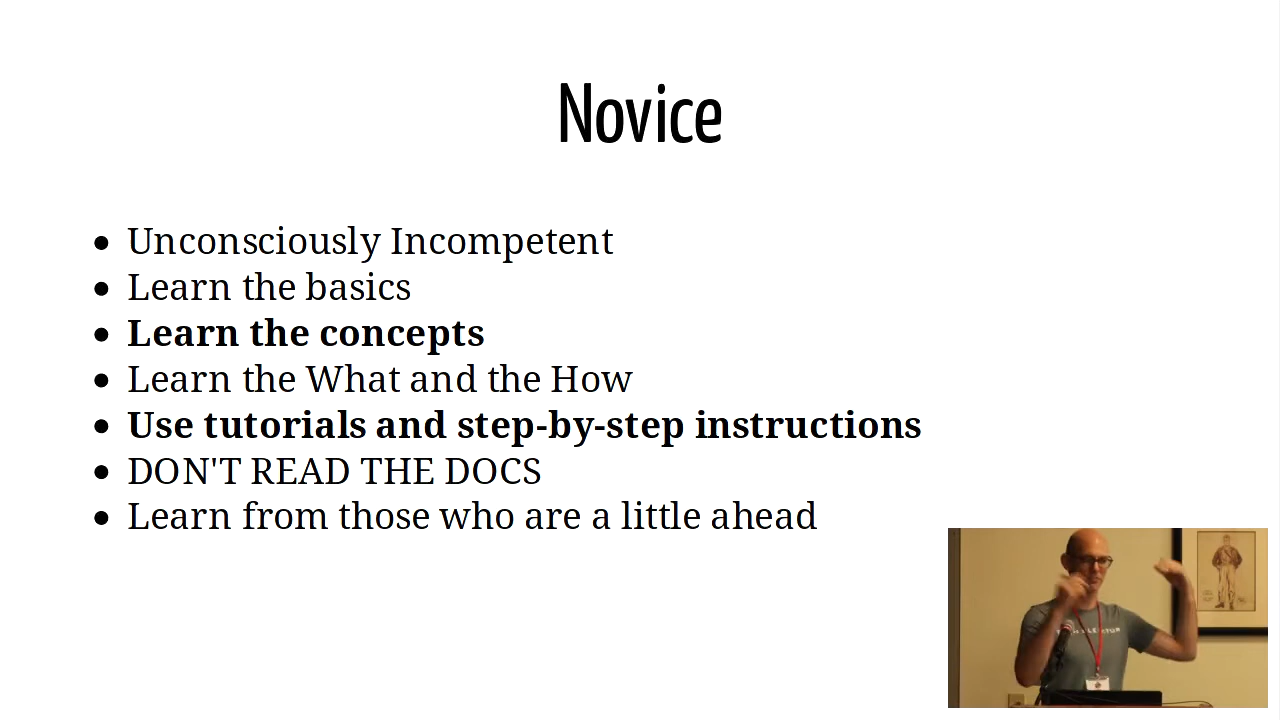 Novice
Unconsciously Incompetent
Learn the basics
Learn the concepts
Learn the What and the How
Use tutorials and step-by-step instructions
DON'T READ THE DOCS
Learn from those who are a little ahead